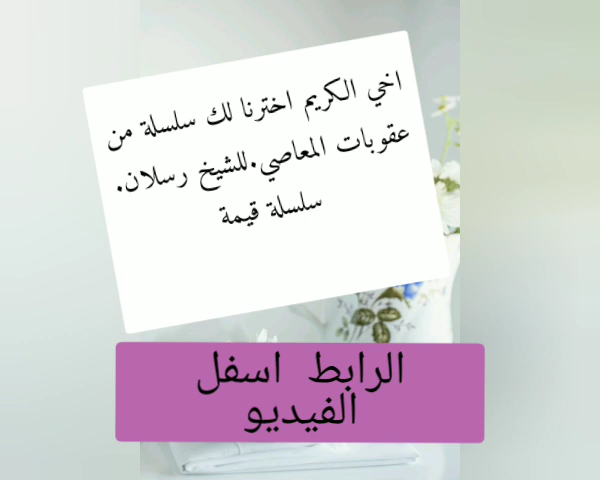 اخي الكريم اخترنا لك سلسلة من
عقوبات المعاصي.للشيخ رسلان.
سلسلة قيمة
الرابط اسفل
الفيديو